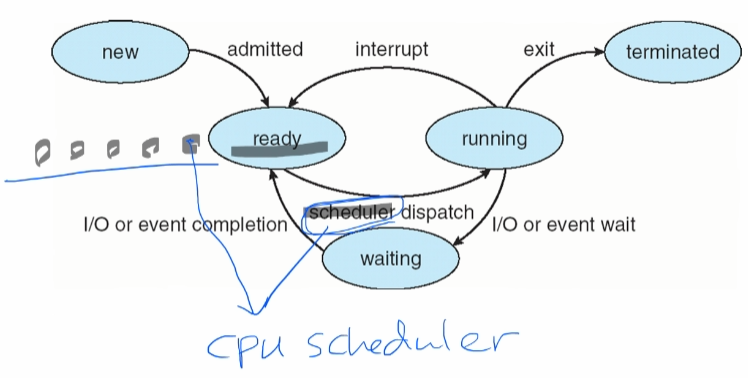 new
admitted
interrupt
exit
terminated
ready
running
I/O or event completion
scheduler dispatch
I/O or event wait
waiting
cpu scheduler